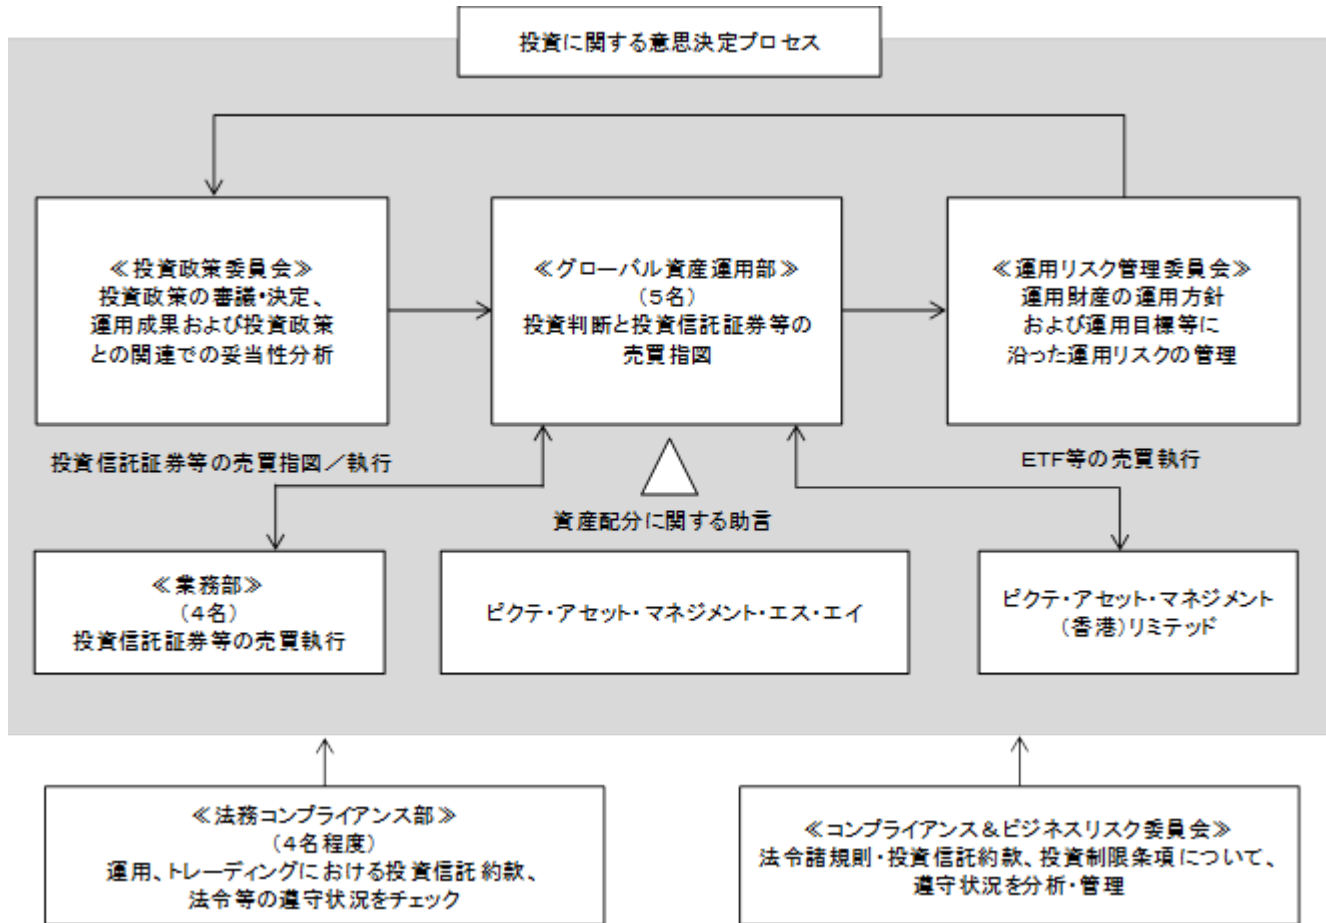 投資に関する意思決定プロセス
≪投資政策委員会≫
投資政策の審議・決定、
運用成果および投資政策
との関連での妥当性分析
≪グローバル資産運用部≫
（5名）
投資判断と投資信託証券等の
売買指図
≪運用リスク管理委員会≫
運用財産の運用方針
および運用目標等に
沿った運用リスクの管理
投資信託証券等の売買指図／執行
ETF等の売買執行
資産配分に関する助言
≪業務部≫
（4名）
投資信託証券等の売買執行
ピクテ・アセット・マネジメント・エス・エイ
ピクテ・アセット・マネジメント
（香港）リミテッド
≪法務コンプライアンス部≫
（4名程度）
運用、トレーディングにおける投資信託約款、
法令等の遵守状況をチェック
≪コンプライアンス＆ビジネスリスク委員会≫
法令諸規則・投資信託約款、投資制限条項について、
遵守状況を分析・管理